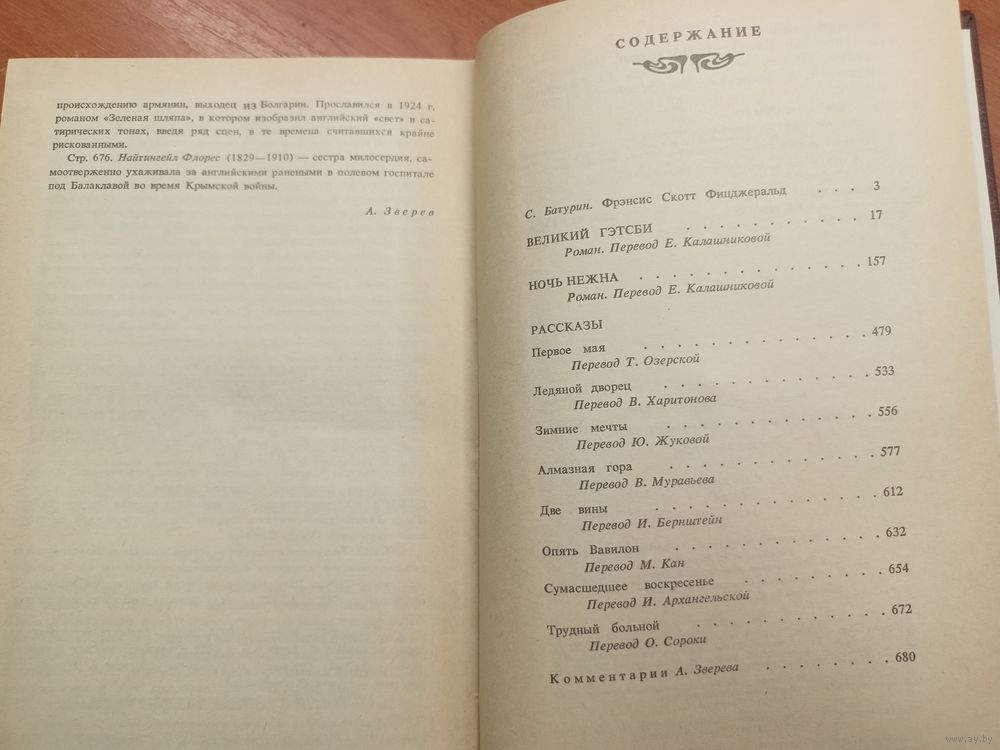 происхождению армянин, выходец из Болгарии. Прославился в 1924 г.
романом «Зеленая шляпа», в котором изобразил английский «свет» в са-
тирических тонах, введя ряд сцен, в те времена считавшихся крайне
рискованными.
Стр. 676. Найтингейл Флорес (1829—1910) — сестра милосердия, са-
моотверженно ухаживала за английскими ранеными в полевом госпитале
под Балаклавой во время Крымской войны.
А. Зверев
СОДЕРЖАНИЕ
С. Батурин. Фрэнсис Скотт Фицджеральд . . . 3
ВЕЛИКИЙ ГЭТСБИ . . . . . . . . . 17
Роман. Перевод Е. Калашниковой
НОЧЬ НЕЖНА . . . . . . . . . . . 157
Роман. Перевод Е. Калашниковой
РАССКАЗЫ
Первое мая . . . . . . . . . . . 479
Перевод Т. Озерской
Ледяной дворец . . . . . . . . . . 533
Перевод В. Харитонова
Зимние мечты . . . . . . . . . . 556
Перевод Ю. Жуковой
Алмазная гора . . . . . . . . . . 577
Перевод В. Муравьева
Две вины . . . . . . . . . . . 612
Перевод И. Бернштейн
Опять Вавилон . . . . . . . . . . 632
Перевод М. Кан
Сумасшедшее воскресенье . . . . . . . 654
Перевод И. Архангельской
Трудный больной . . . . . . . . . 672
Перевод О. Сороки
Комментарии А. Зверева . . . . . . . 680
www.ay.by